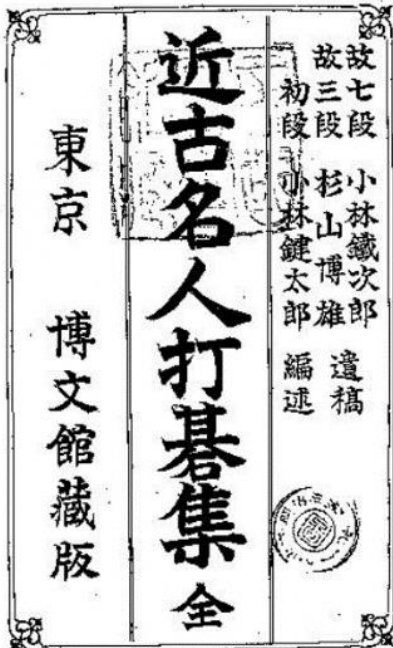 故七段 小林鐵次郎 遺稿
故三段 杉山博雄
初段 小林鍵太郎 編述
近古名人打碁集 全
東京 博文館藏版